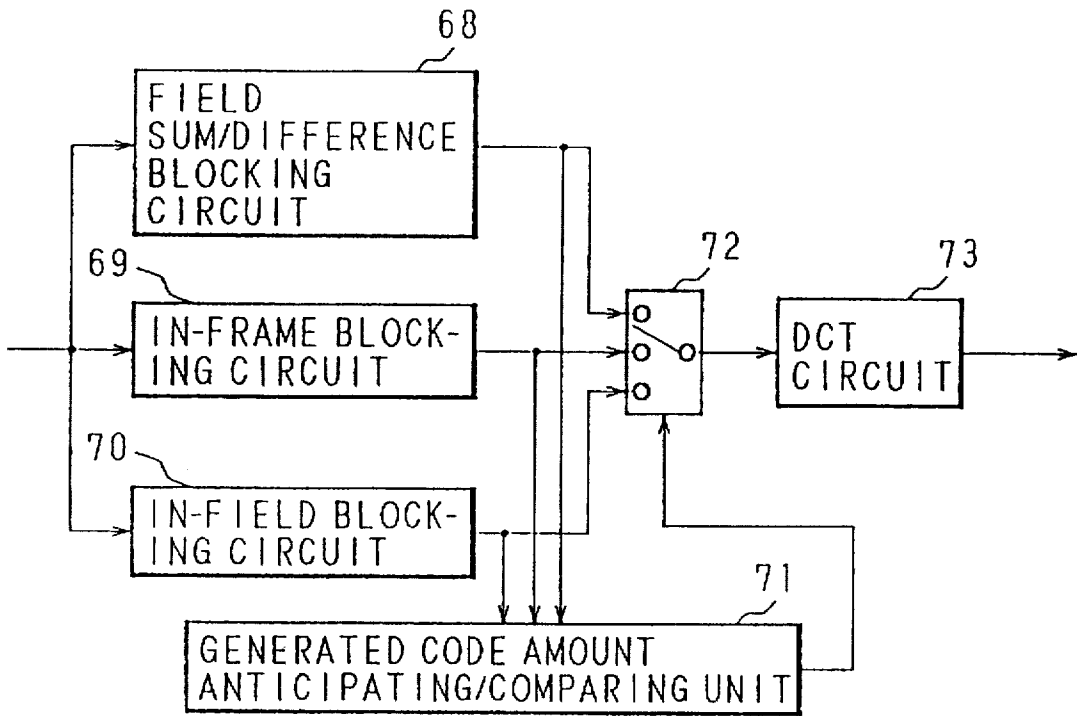 68
FIELD
SUM/DIFFERENCE
BLOCKING
CIRCUIT
69
IN-FRAME BLOCK-
ING CIRCUIT
70
IN-FIELD BLOCK-
ING CIRCUIT
72
73
DCT
CIRCUIT
71
GENERATED CODE AMOUNT
ANTICIPATING/COMPARING UNIT